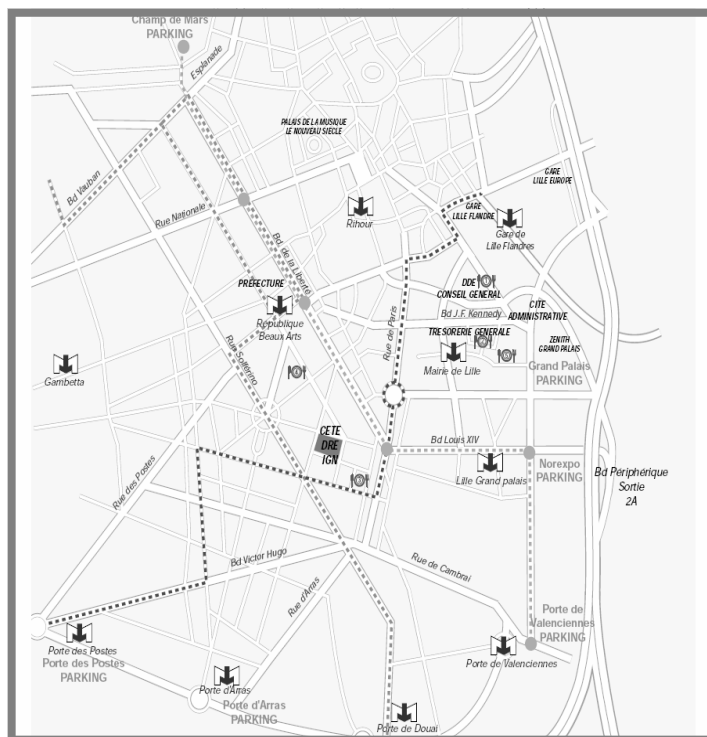 Champ de Mars
PARKING
Esplanade
PALAIS DE LA MUSIQUE
LE NOUVEAU SIECLE
Bd Vauban
GARE
LILLE EUROPE
Rue Nationale
Rihour
GARE
LILLE FLANDRE
Gare de
Lille Flandres
Bd. de la Liberté
PRÉFECTURE
DDE
CONSEIL GENERAL
République
Beaux Arts
Bd J.F. Kennedy
CITE
ADMINISTRATIVE
Rue de Paris
TRESORERIE GENERALE
ZENITH
GRAND PALAIS
Rue Solférino
Mairie de Lille
Grand Palais
PARKING
Gambetta
CETE
DRE
IGN
Bd Louis XIV
Rue des Postes
Lille Grand palais
Norexpo
PARKING
Bd Périphérique
Sortie
2A
Bd Victor Hugo
Rue de Cambrai
Rue d'Arras
Porte de
Valenciennes
PARKING
Porte des Postes
Porte des Postes
PARKING
Porte de Valenciennes
Porte d'Arras
Porte d'Arras
PARKING
Porte de Douai